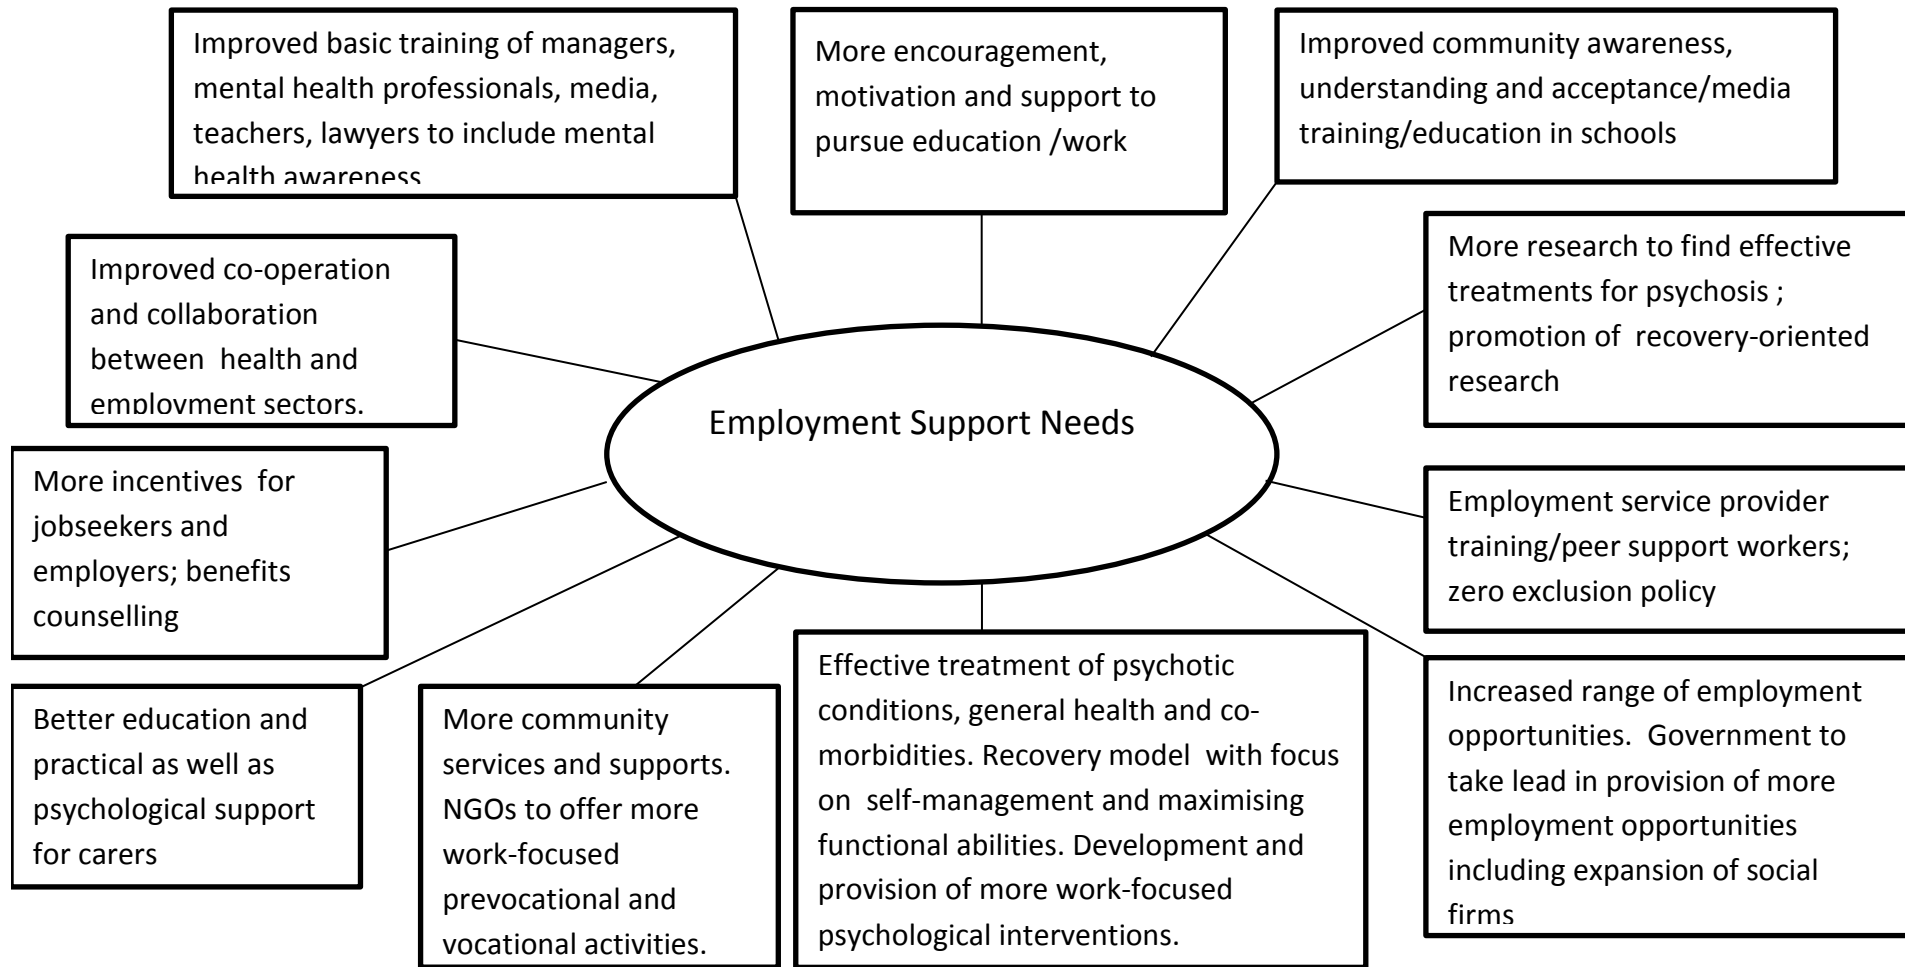 Improved basic training of managers,
mental health professionals, media,
teachers, lawyers to include mental
health awareness
More encouragement,
motivation and support to
pursue education /work
Improved community awareness,
understanding and acceptance/media
training/education in schools
Improved co-operation
and collaboration
between health and
employment sectors.
More research to find effective
treatments for psychosis ;
promotion of recovery-oriented
research
Employment Support Needs
More incentives for
jobseekers and
employers; benefits
counselling
Employment service provider
training/peer support workers;
zero exclusion policy
Better education and
practical as well as
psychological support
for carers
More community
services and supports.
NGOs to offer more
work-focused
prevocational and
vocational activities.
Effective treatment of psychotic
conditions, general health and co-
morbidities. Recovery model with focus
on self-management and maximising
functional abilities. Development and
provision of more work-focused
psychological interventions.
Increased range of employment
opportunities. Government to
take lead in provision of more
employment opportunities
including expansion of social
firms